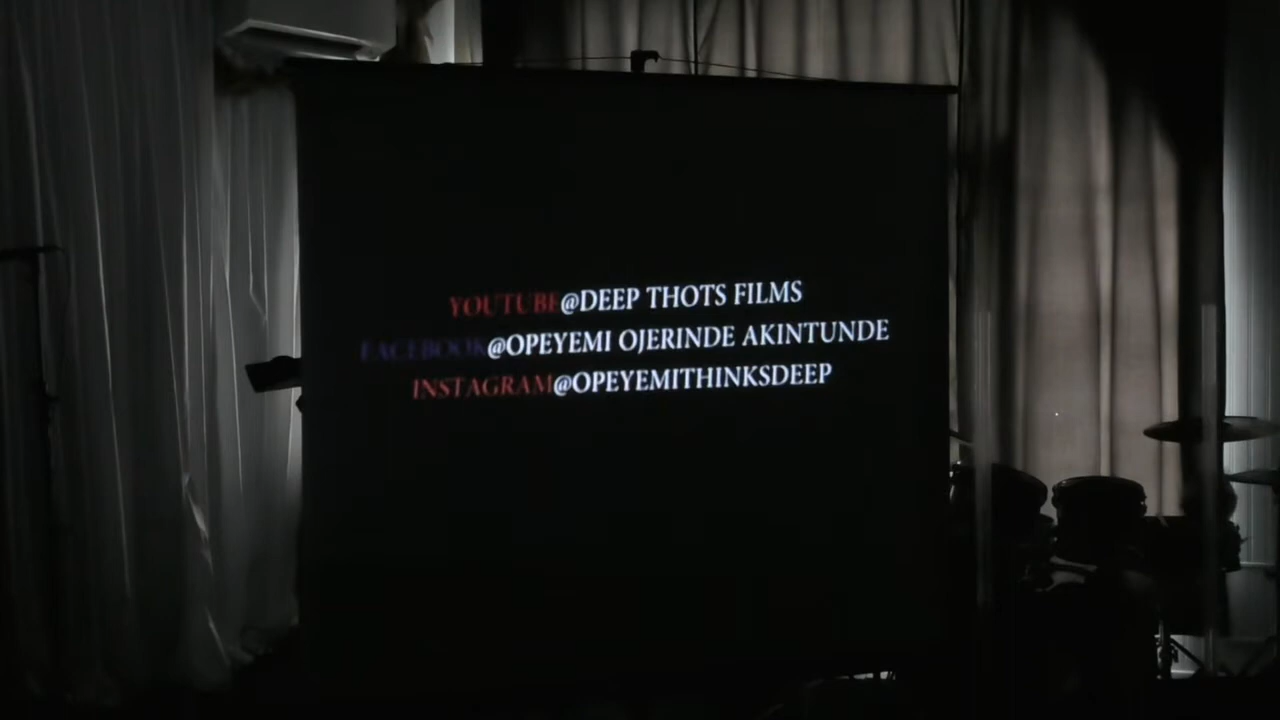 YOUTUBE@DEEP THOTS FILMS
FACEBOOK@OPEYEMI OJERINDE AKINTUNDE
INSTAGRAM@OPEYEMITHINKSDEEP